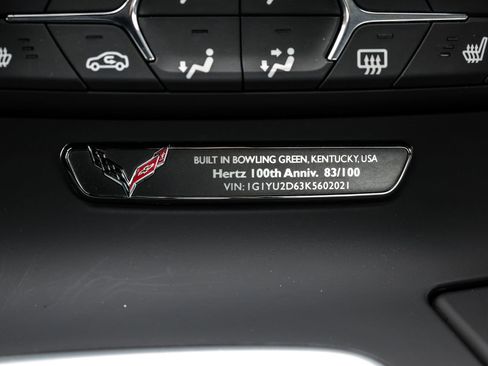 BUILT IN BOWLING GREEN, KENTUCKY, USA
Hertz 100th Anniv. 83/100
VIN: 1G1YU2D63K5602021